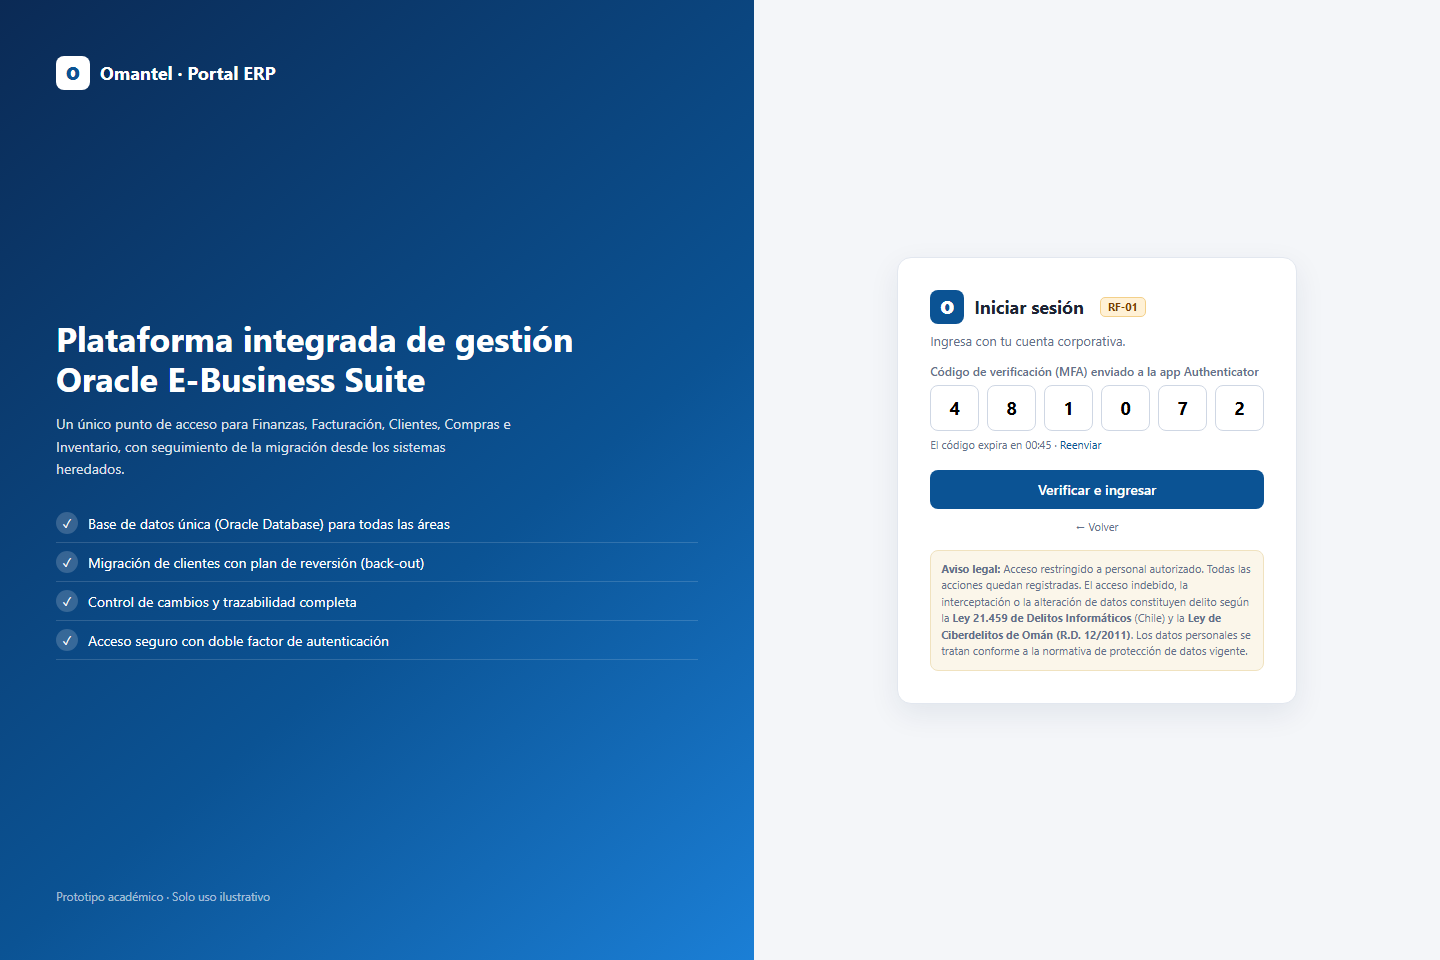 O Omantel · Portal ERP
Plataforma integrada de gestión
Oracle E-Business Suite
Un único punto de acceso para Finanzas, Facturación, Clientes, Compras e
Inventario, con seguimiento de la migración desde los sistemas
heredados.
✓ Base de datos única (Oracle Database) para todas las áreas
✓ Migración de clientes con plan de reversión (back-out)
✓ Control de cambios y trazabilidad completa
✓ Acceso seguro con doble factor de autenticación
Prototipo académico · Solo uso ilustrativo
O Iniciar sesión RF-01
Ingresa con tu cuenta corporativa.
Código de verificación (MFA) enviado a la app Authenticator
4 8 1 0 7 2
El código expira en 00:45 · Reenviar
Verificar e ingresar
← Volver
Aviso legal: Acceso restringido a personal autorizado. Todas las
acciones quedan registradas. El acceso indebido, la
interceptación o la alteración de datos constituyen delito según
la Ley 21.459 de Delitos Informáticos (Chile) y la Ley de
Ciberdelitos de Omán (R.D. 12/2011). Los datos personales se
tratan conforme a la normativa de protección de datos vigente.